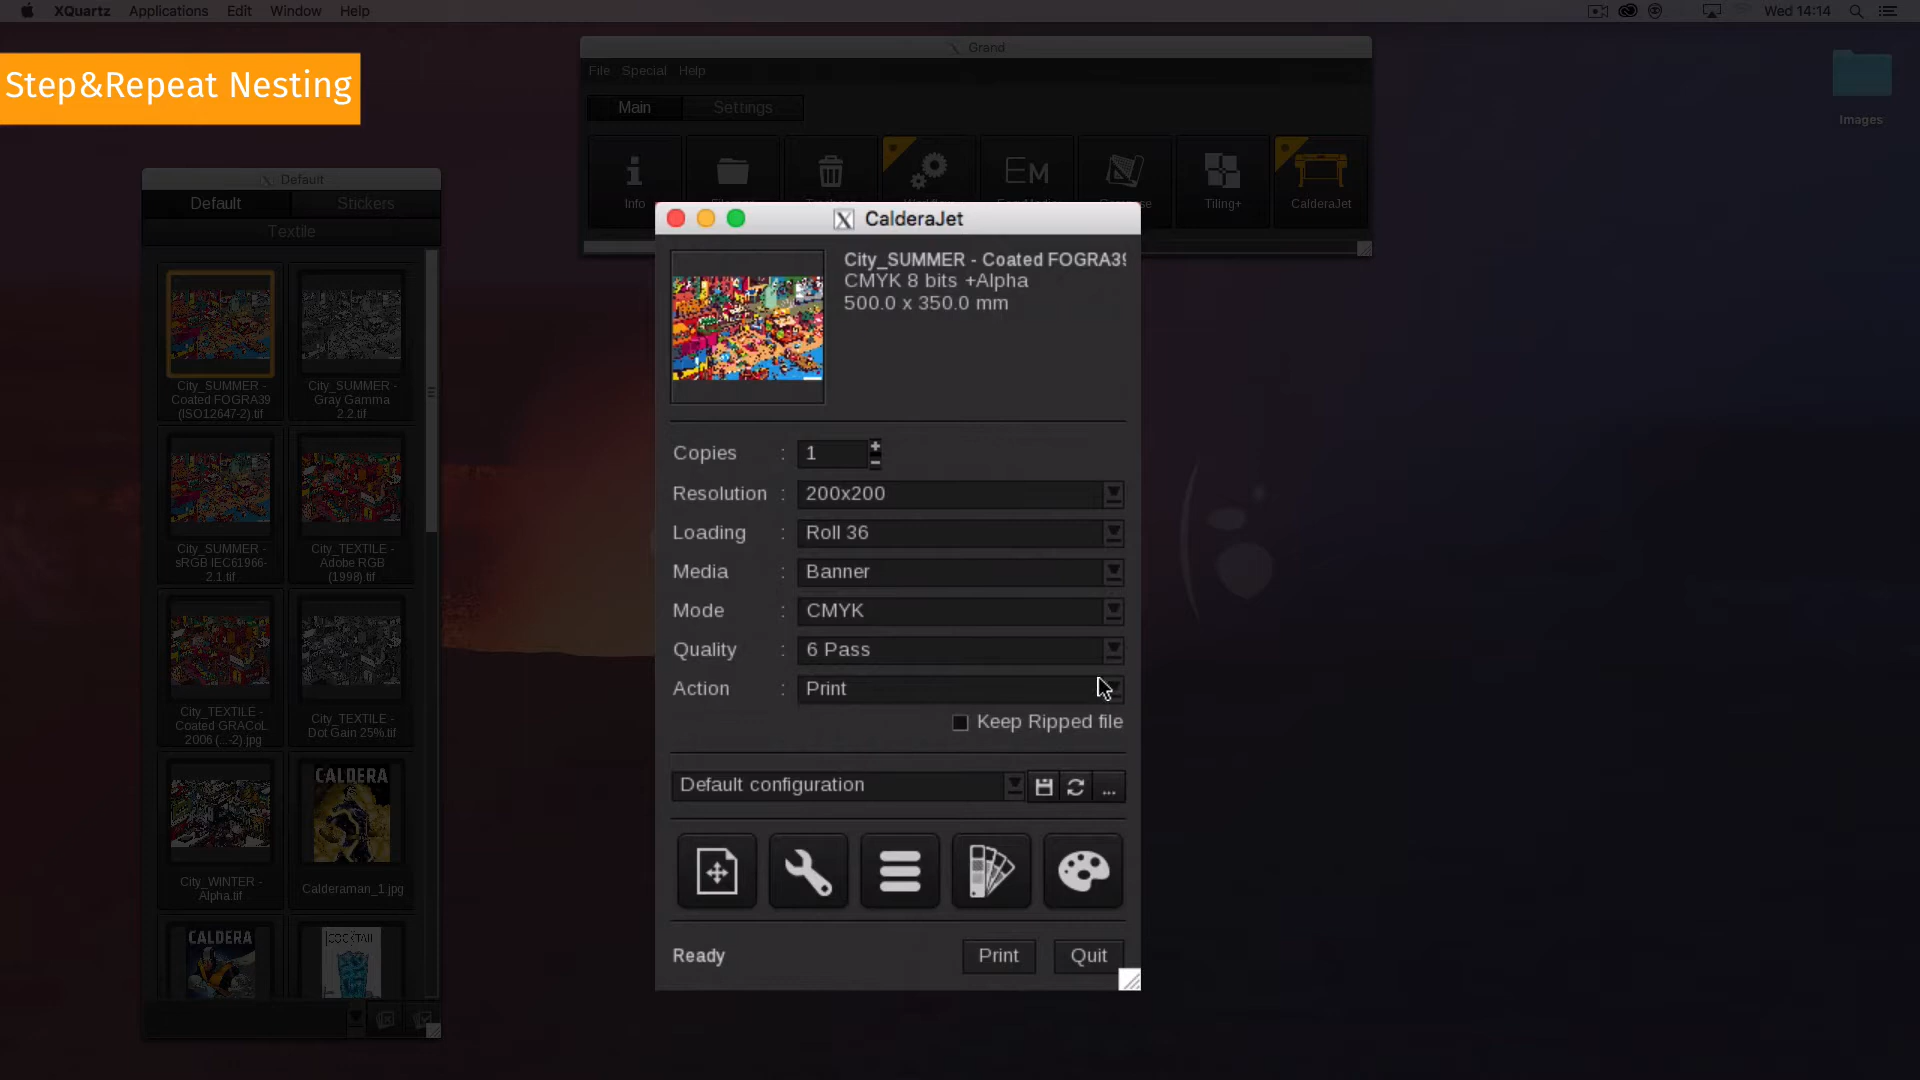 XQuartz Applications Edit Window Help
Wed 14:14
Step&Repeat Nesting
Images
Grand
File Special Help
Main Settings
Info
Tiling+ CalderaJet
Default
Default Stickers
Textile
City_SUMMER -
Coated FOGRA39
(ISO12647-2).tif
City_SUMMER -
Gray Gamma
2.2.tif
City_SUMMER -
sRGB IEC61966-
2.1.tif
City_TEXTILE -
Adobe RGB
(1998).tif
City_TEXTILE -
Coated GRACoL
2006 (...-2).jpg
City_TEXTILE -
Dot Gain 25%.tif
City_WINTER -
Alpha.tif
CALDERA
Calderaman_1.jpg
CALDERA
COCKTAIL
CalderaJet
City_SUMMER - Coated FOGRA39
CMYK 8 bits +Alpha
500.0 x 350.0 mm
Copies : 1
Resolution : 200x200
Loading : Roll 36
Media : Banner
Mode : CMYK
Quality : 6 Pass
Action : Print
Keep Ripped file
Default configuration
...
Ready Print Quit